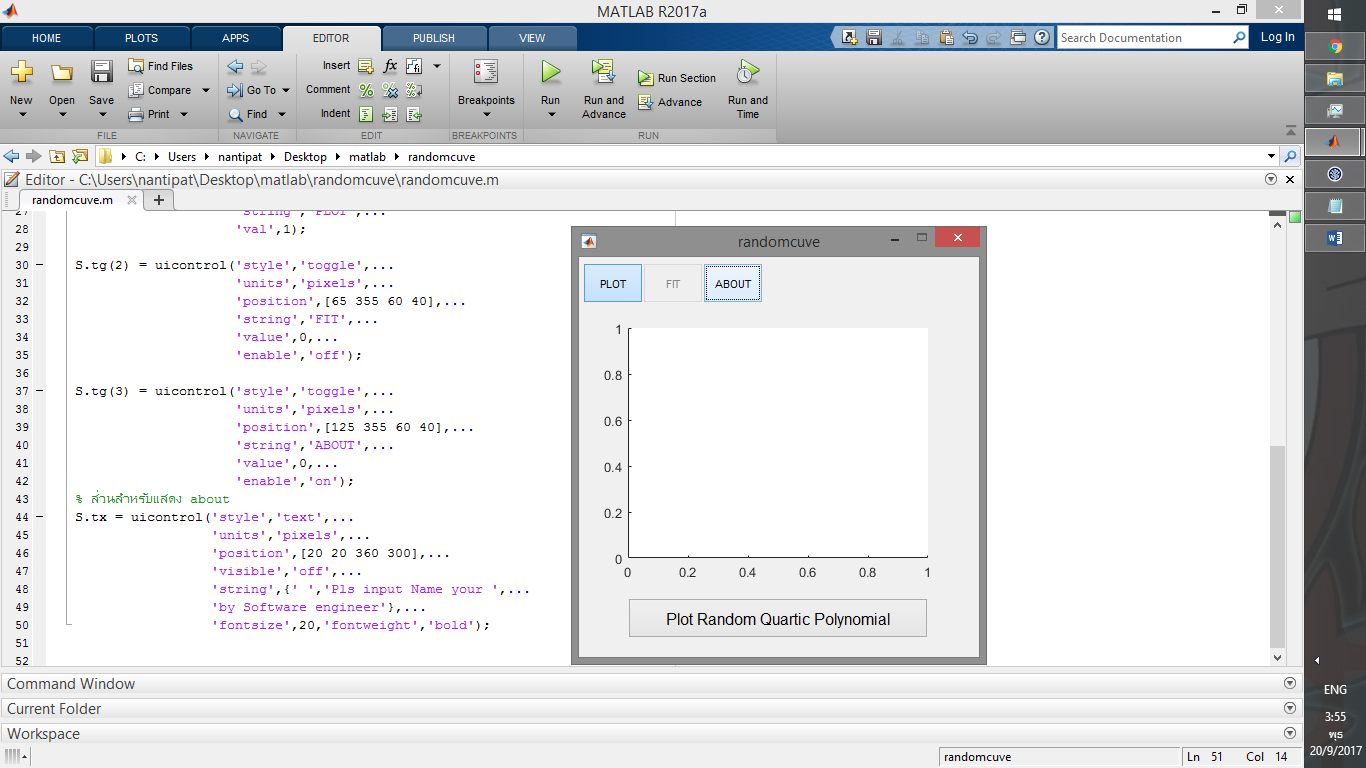 MATLAB R2017a
HOME PLOTS APPS EDITOR PUBLISH VIEW Search Documentation Log In
New Open Save Find Files Compare Print
Go To Find
Insert fx
Comment
Indent
Breakpoints
Run Run and Advance Run Section Advance Run and Time
FILE NAVIGATE EDIT BREAKPOINTS RUN
C: Users nantipat Desktop matlab randomcuve
Editor - C:\Users\nantipat\Desktop\matlab\randomcuve\randomcuve.m
randomcuve.m
27 'string','PLOT',...
28 'val',1);
29
30 S.tg(2) = uicontrol('style','toggle',...
31 'units','pixels',...
32 'position',[65 355 60 40],...
33 'string','FIT',...
34 'value',0,...
35 'enable','off');
36
37 S.tg(3) = uicontrol('style','toggle',...
38 'units','pixels',...
39 'position',[125 355 60 40],...
40 'string','ABOUT',...
41 'value',0,...
42 'enable','on');
43 % ส่วนสำหรับแสดง about
44 S.tx = uicontrol('style','text',...
45 'units','pixels',...
46 'position',[20 20 360 300],...
47 'visible','off',...
48 'string',{' ','Pls input Name your ',...
49 'by Software engineer'},...
50 'fontsize',20,'fontweight','bold');
51
52
randomcuve
PLOT FIT ABOUT
1
0.8
0.6
0.4
0.2
0
0 0.2 0.4 0.6 0.8 1
Plot Random Quartic Polynomial
Command Window
Current Folder
Workspace
randomcuve Ln 51 Col 14
ENG
3:55
พุธ
20/9/2017